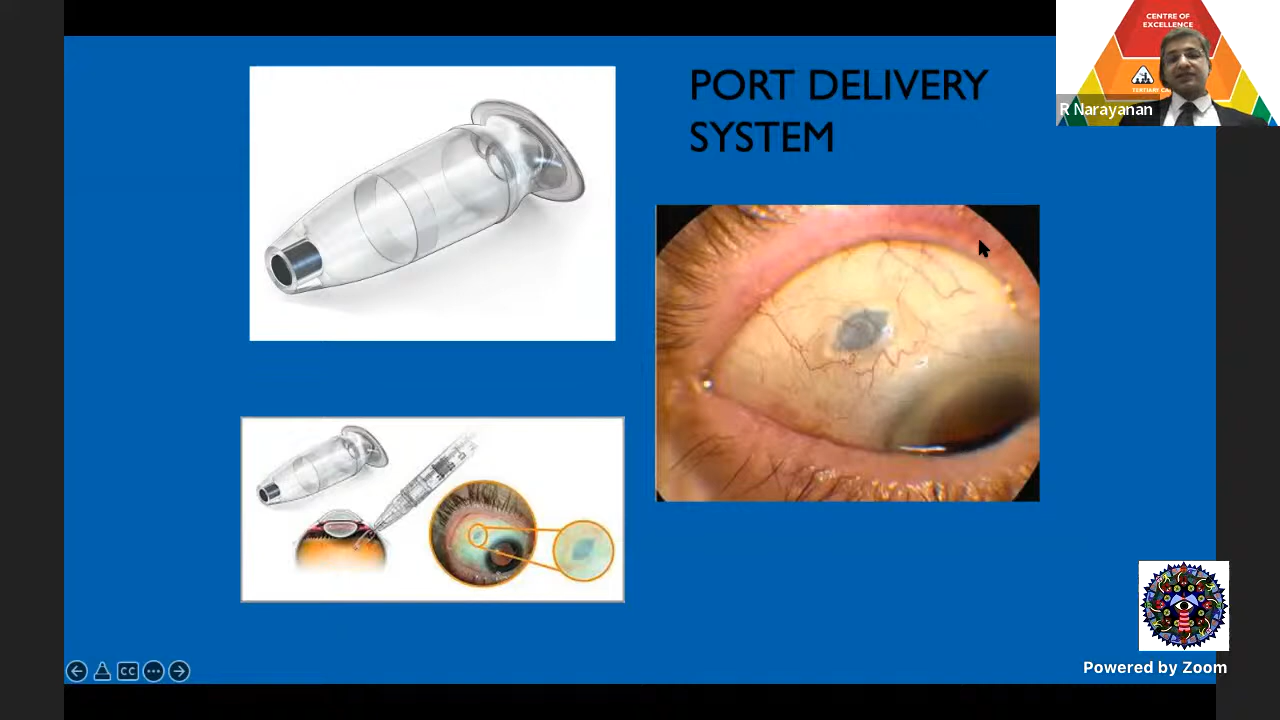 PORT DELIVERY
SYSTEM
CENTRE OF
EXCELLENCE
R Narayanan
CC
Powered by Zoom